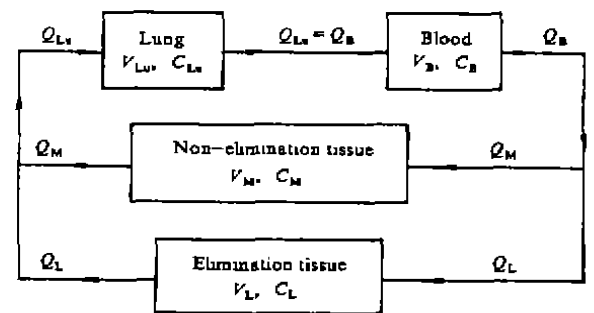 Q_Lu Lung Q_Lu = Q_B Blood Q_B
V_Lu, C_Lu V_B, C_B
Q_M Non-elimination tissue Q_M
V_M, C_M
Q_L Elimination tissue Q_L
V_L, C_L